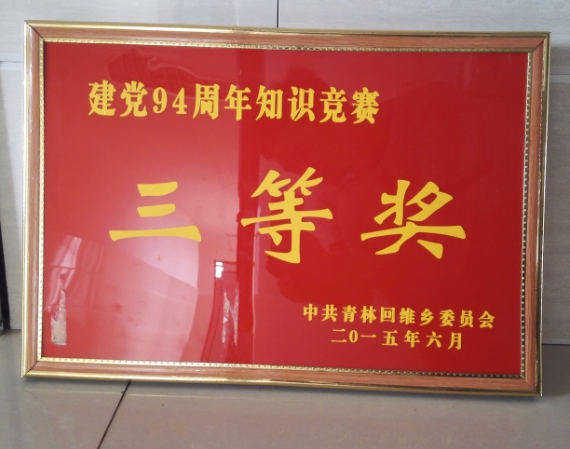 建党94周年知识竞赛
三等奖
中共青林回维乡委员会
二〇一五年六月